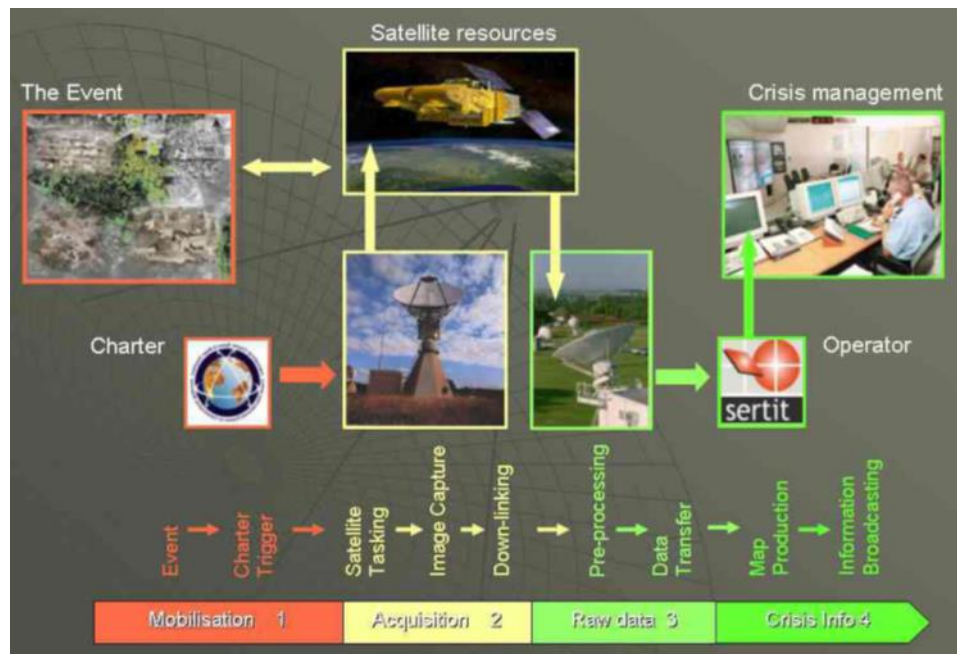 Satellite resources
The Event
Crisis management
Charter
Operator
sertit
Event
Charter
Trigger
Satellite
Tasking
Image Capture
Down-linking
Pre-processing
Data
Transfer
Map
Production
Information
Broadcasting
Mobilisation 1
Acquisition 2
Raw data 3
Crisis Info 4